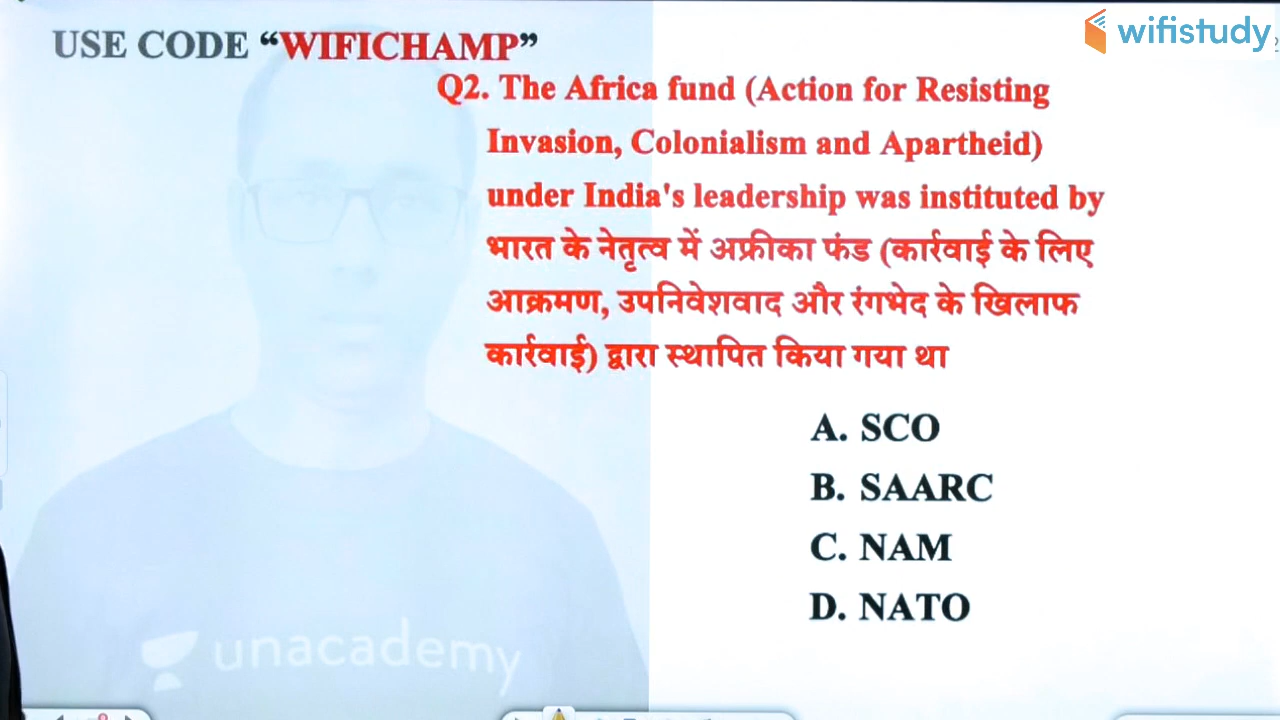 USE CODE “WIFICHAMP”
wifistudy
Q2. The Africa fund (Action for Resisting
Invasion, Colonialism and Apartheid)
under India's leadership was instituted by
भारत के नेतृत्व में अफ्रीका फंड (कार्रवाई के लिए
आक्रमण, उपनिवेशवाद और रंगभेद के खिलाफ
कार्रवाई) द्वारा स्थापित किया गया था
A. SCO
B. SAARC
C. NAM
D. NATO
unacademy